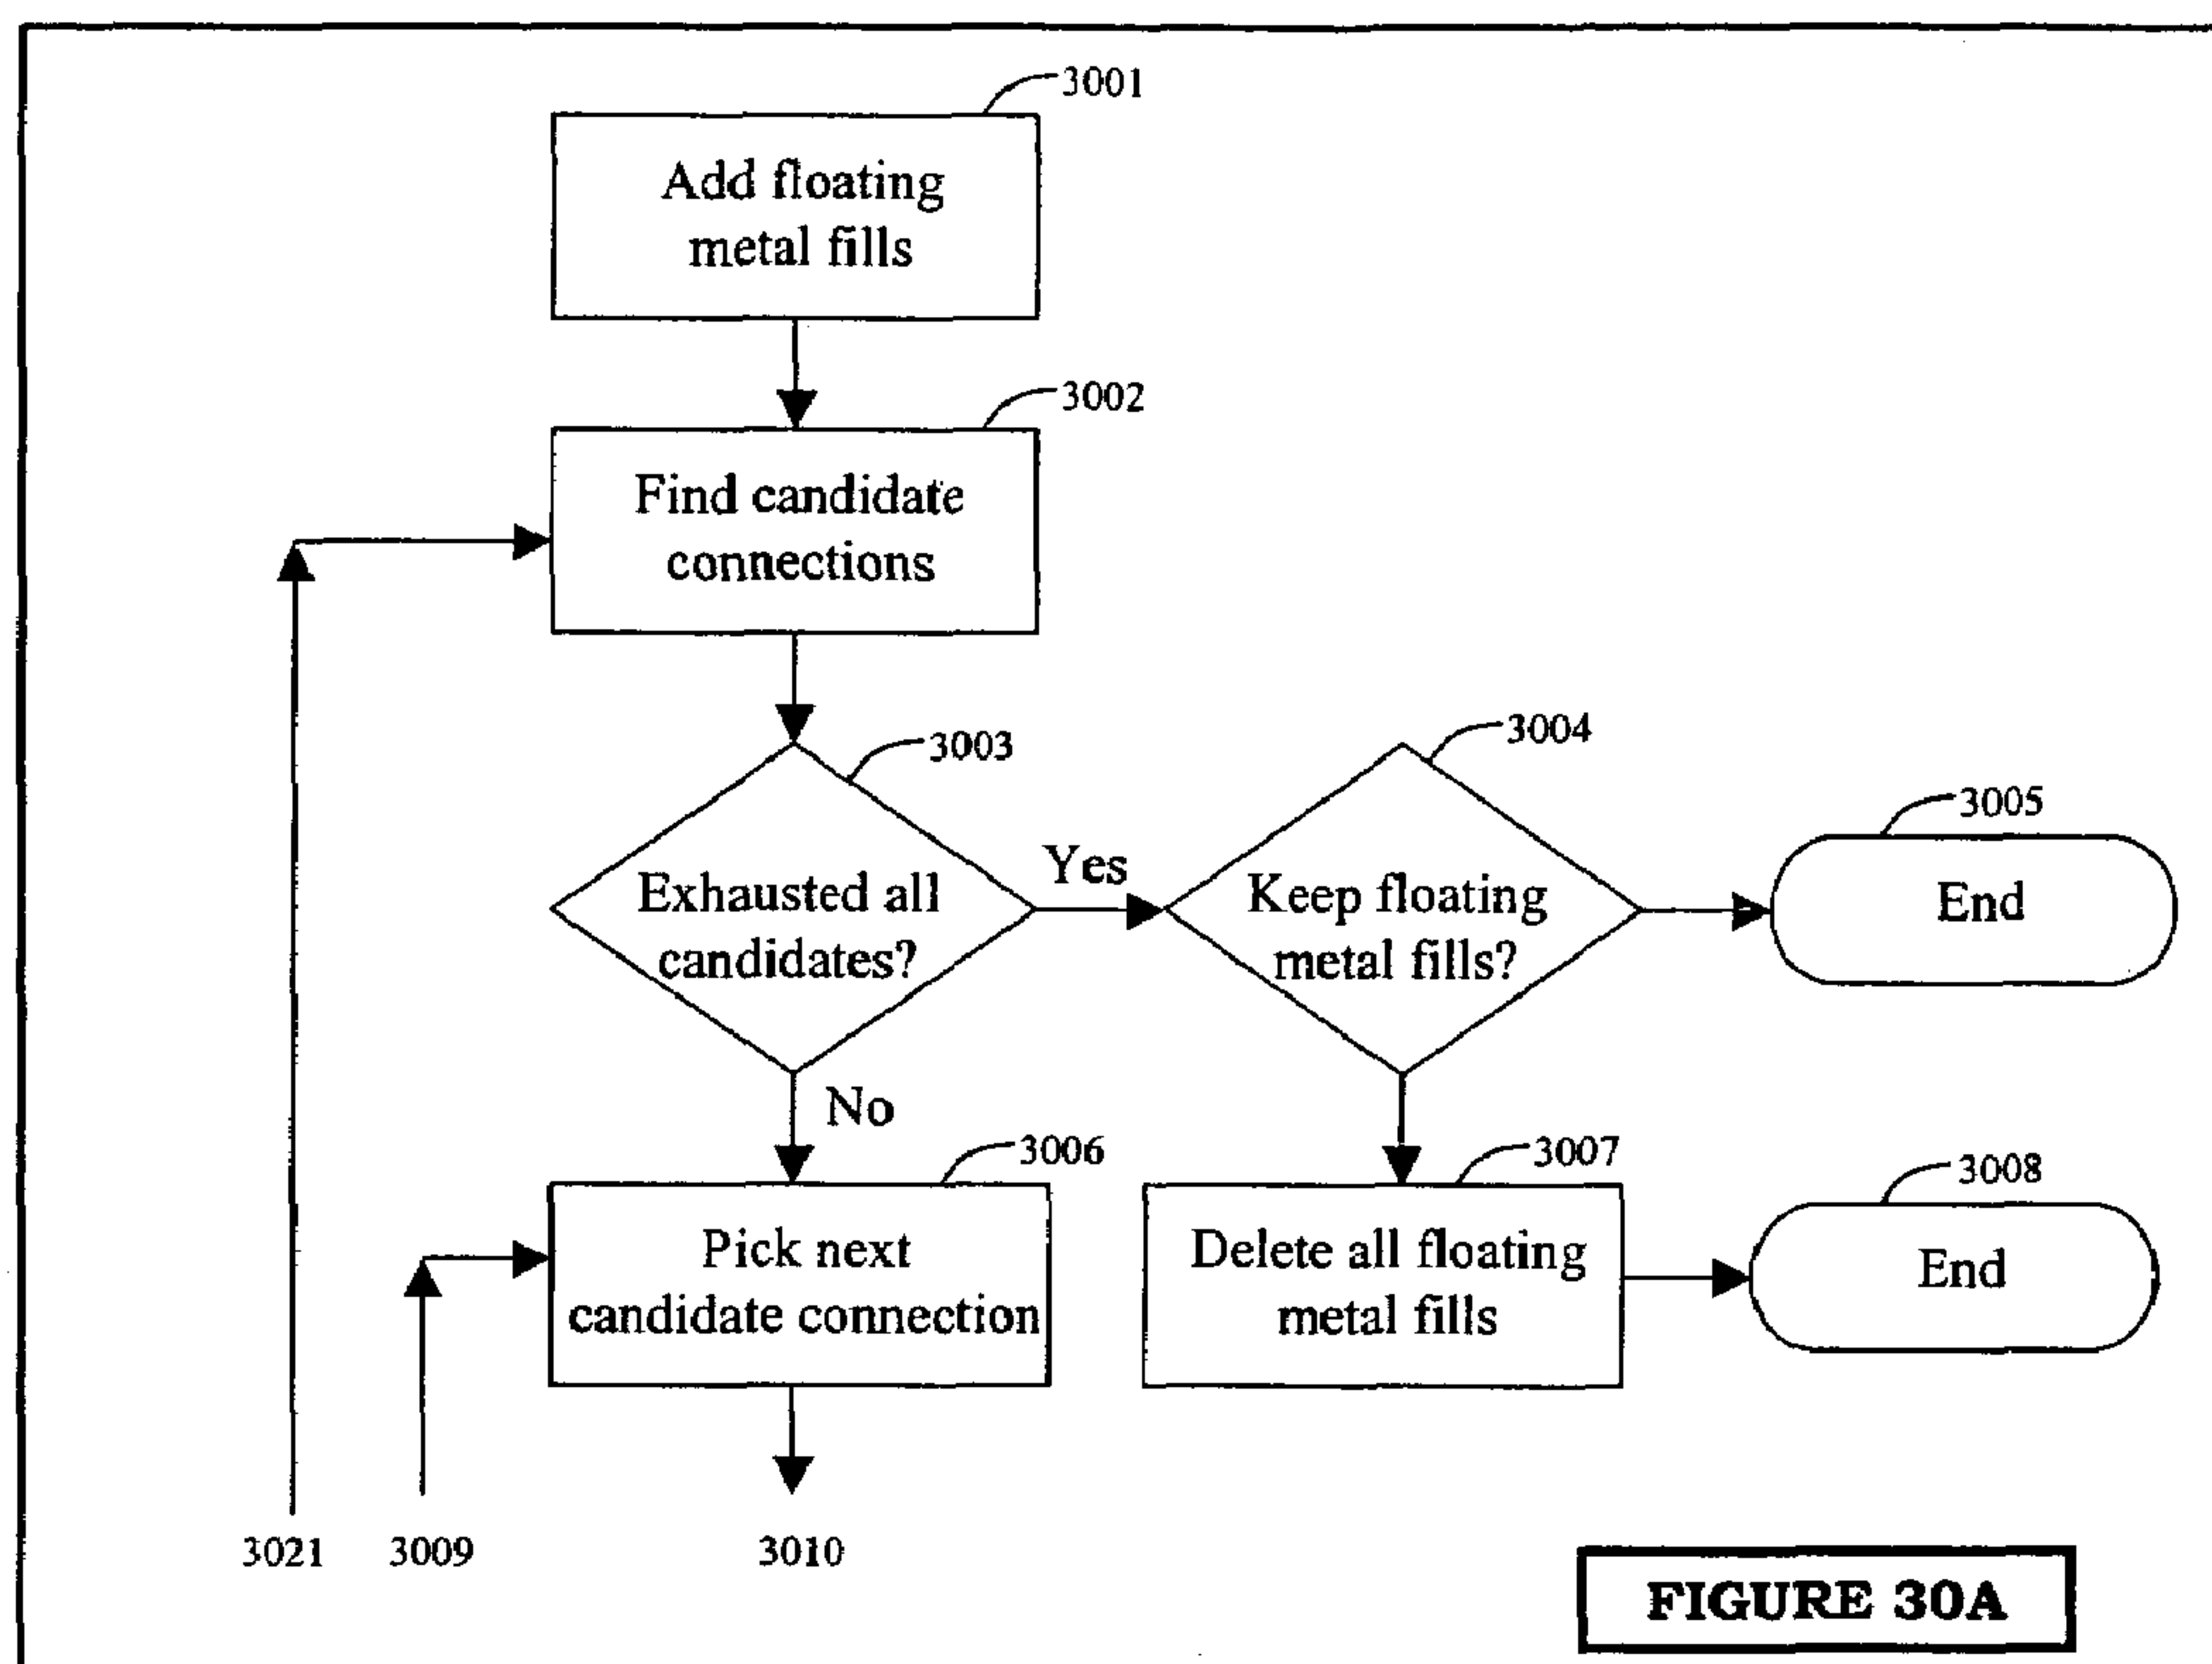 3001
Add floating
metal fills
3002
Find candidate
connections
3003
Exhausted all
candidates?
Yes
3004
Keep floating
metal fills?
3005
End
No
3006
Pick next
candidate connection
3007
Delete all floating
metal fills
3008
End
3021
3009
3010
FIGURE 30A